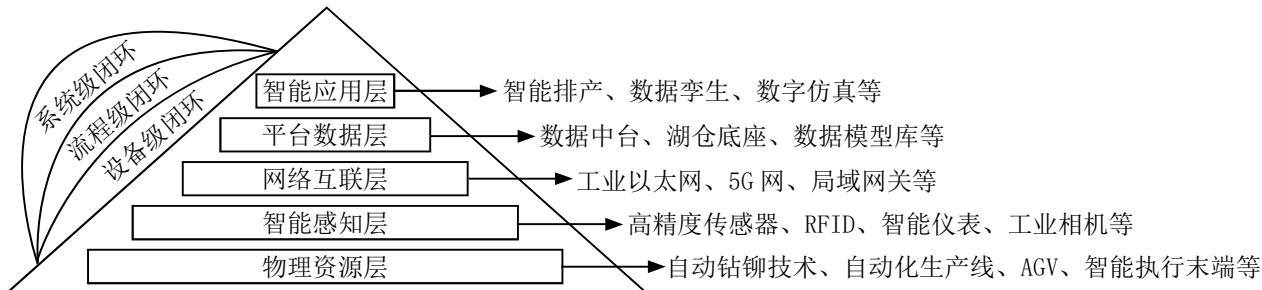 系统级闭环
流程级闭环
设备级闭环
智能应用层
智能排产、数据孪生、数字仿真等
平台数据层
数据中台、湖仓底座、数据模型库等
网络互联层
工业以太网、5G 网、局域网关等
智能感知层
高精度传感器、RFID、智能仪表、工业相机等
物理资源层
自动钻铆技术、自动化生产线、AGV、智能执行末端等